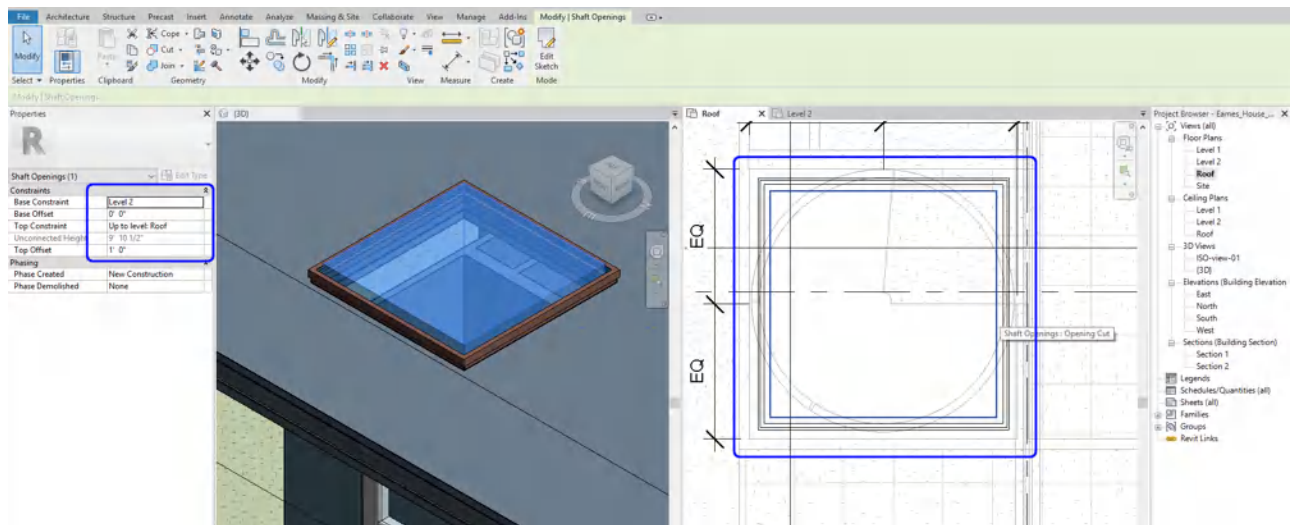 File Architecture Structure Precast Insert Annotate Analyze Massing & Site Collaborate View Manage Add-Ins Modify | Shaft Openings
Modify
Paste
Cope
Cut
Join
Edit
Sketch
Select Properties Clipboard Geometry Modify View Measure Create Mode
Modify | Shaft Openings
Properties
{3D}
Roof
Level 2
Project Browser - Eames_House_...
R
Shaft Openings (1)
Edit Type
Constraints
Base Constraint Level 2
Base Offset 0' 0"
Top Constraint Up to level: Roof
Unconnected Height 9' 10 1/2"
Top Offset 1' 0"
Phasing
Phase Created New Construction
Phase Demolished None
EQ
EQ
Shaft Openings : Opening Cut
Views (all)
Floor Plans
Level 1
Level 2
Roof
Site
Ceiling Plans
Level 1
Level 2
Roof
3D Views
ISO-view-01
{3D}
Elevations (Building Elevation
East
North
South
West
Sections (Building Section)
Section 1
Section 2
Legends
Schedules/Quantities (all)
Sheets (all)
Families
Groups
Revit Links